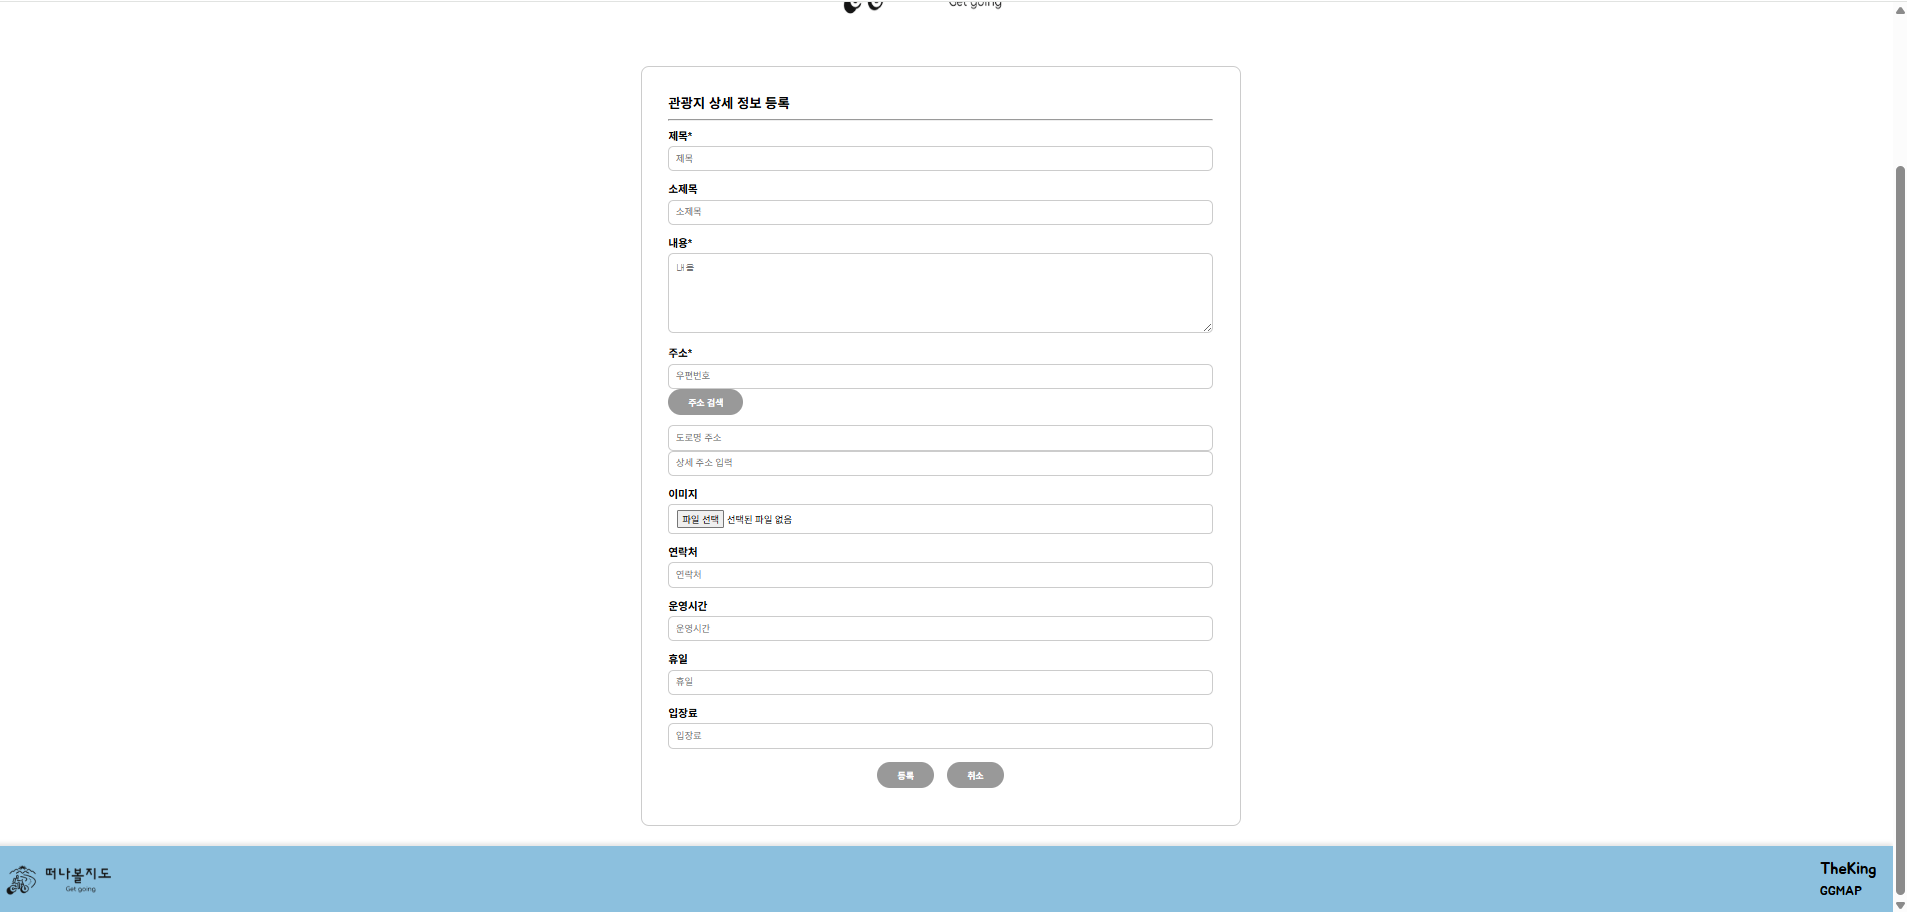 Get going
관광지 상세 정보 등록
제목*
제목
소제목
소제목
내용*
내용
주소*
우편번호
주소 검색
도로명 주소
상세 주소 입력
이미지
파일 선택 선택된 파일 없음
연락처
연락처
운영시간
운영시간
휴일
휴일
입장료
입장료
등록 취소
떠나볼지도
Get going
TheKing
GGMAP